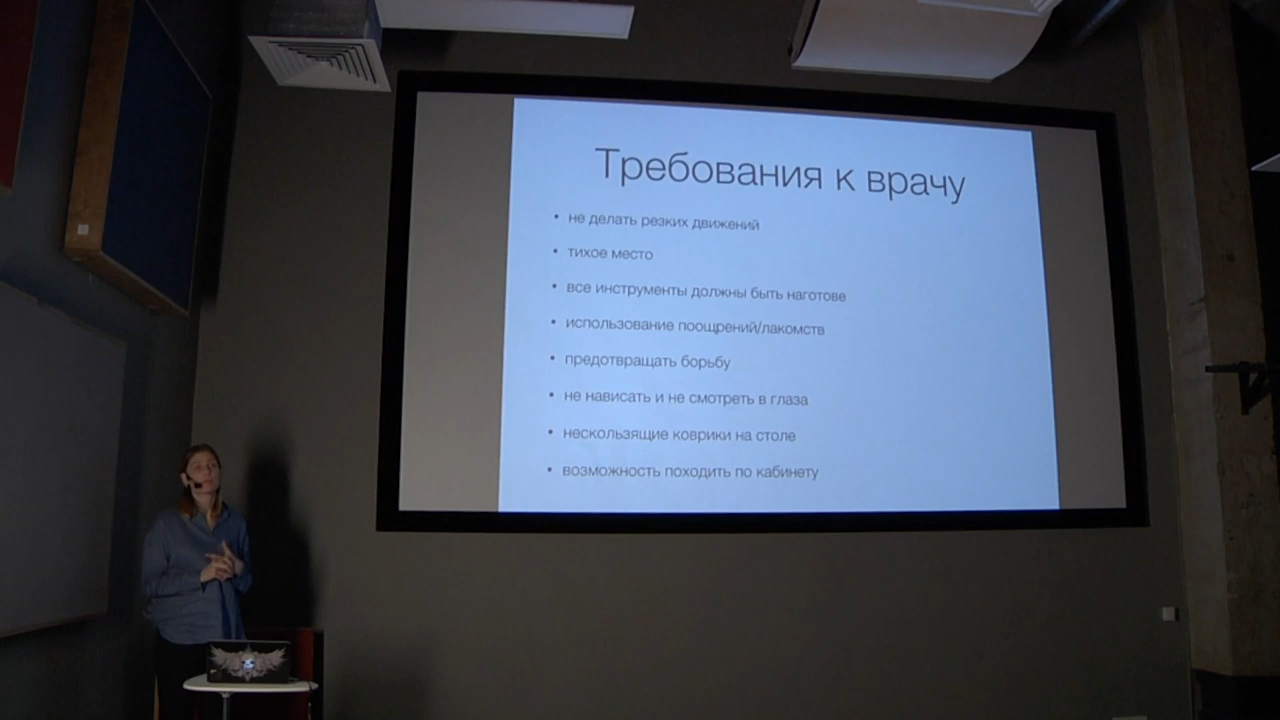 Требования к врачу
• не делать резких движений
• тихое место
• все инструменты должны быть наготове
• использование поощрений/лакомств
• предотвращать борьбу
• не нависать и не смотреть в глаза
• нескользящие коврики на столе
• возможность походить по кабинету